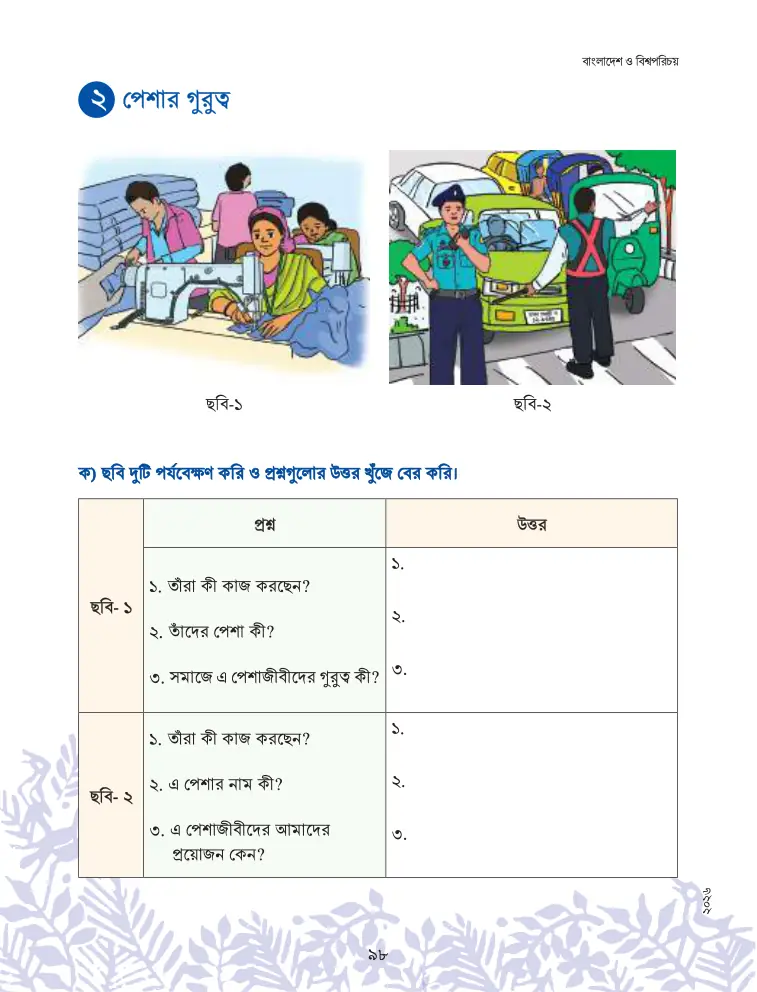 বাংলাদেশ ও বিশ্বপরিচয়
২ পেশার গুরুত্ব
ছবি-১
ছবি-২
ক) ছবি দুটি পর্যবেক্ষণ করি ও প্রশ্নগুলোর উত্তর খুঁজে বের করি।
প্রশ্ন
উত্তর
ছবি- ১
১. তাঁরা কী কাজ করছেন?
২. তাঁদের পেশা কী?
৩. সমাজে এ পেশাজীবীদের গুরুত্ব কী?
১.
২.
৩.
ছবি- ২
১. তাঁরা কী কাজ করছেন?
২. এ পেশার নাম কী?
৩. এ পেশাজীবীদের আমাদের
প্রয়োজন কেন?
১.
২.
৩.
২০২৬
৯৮